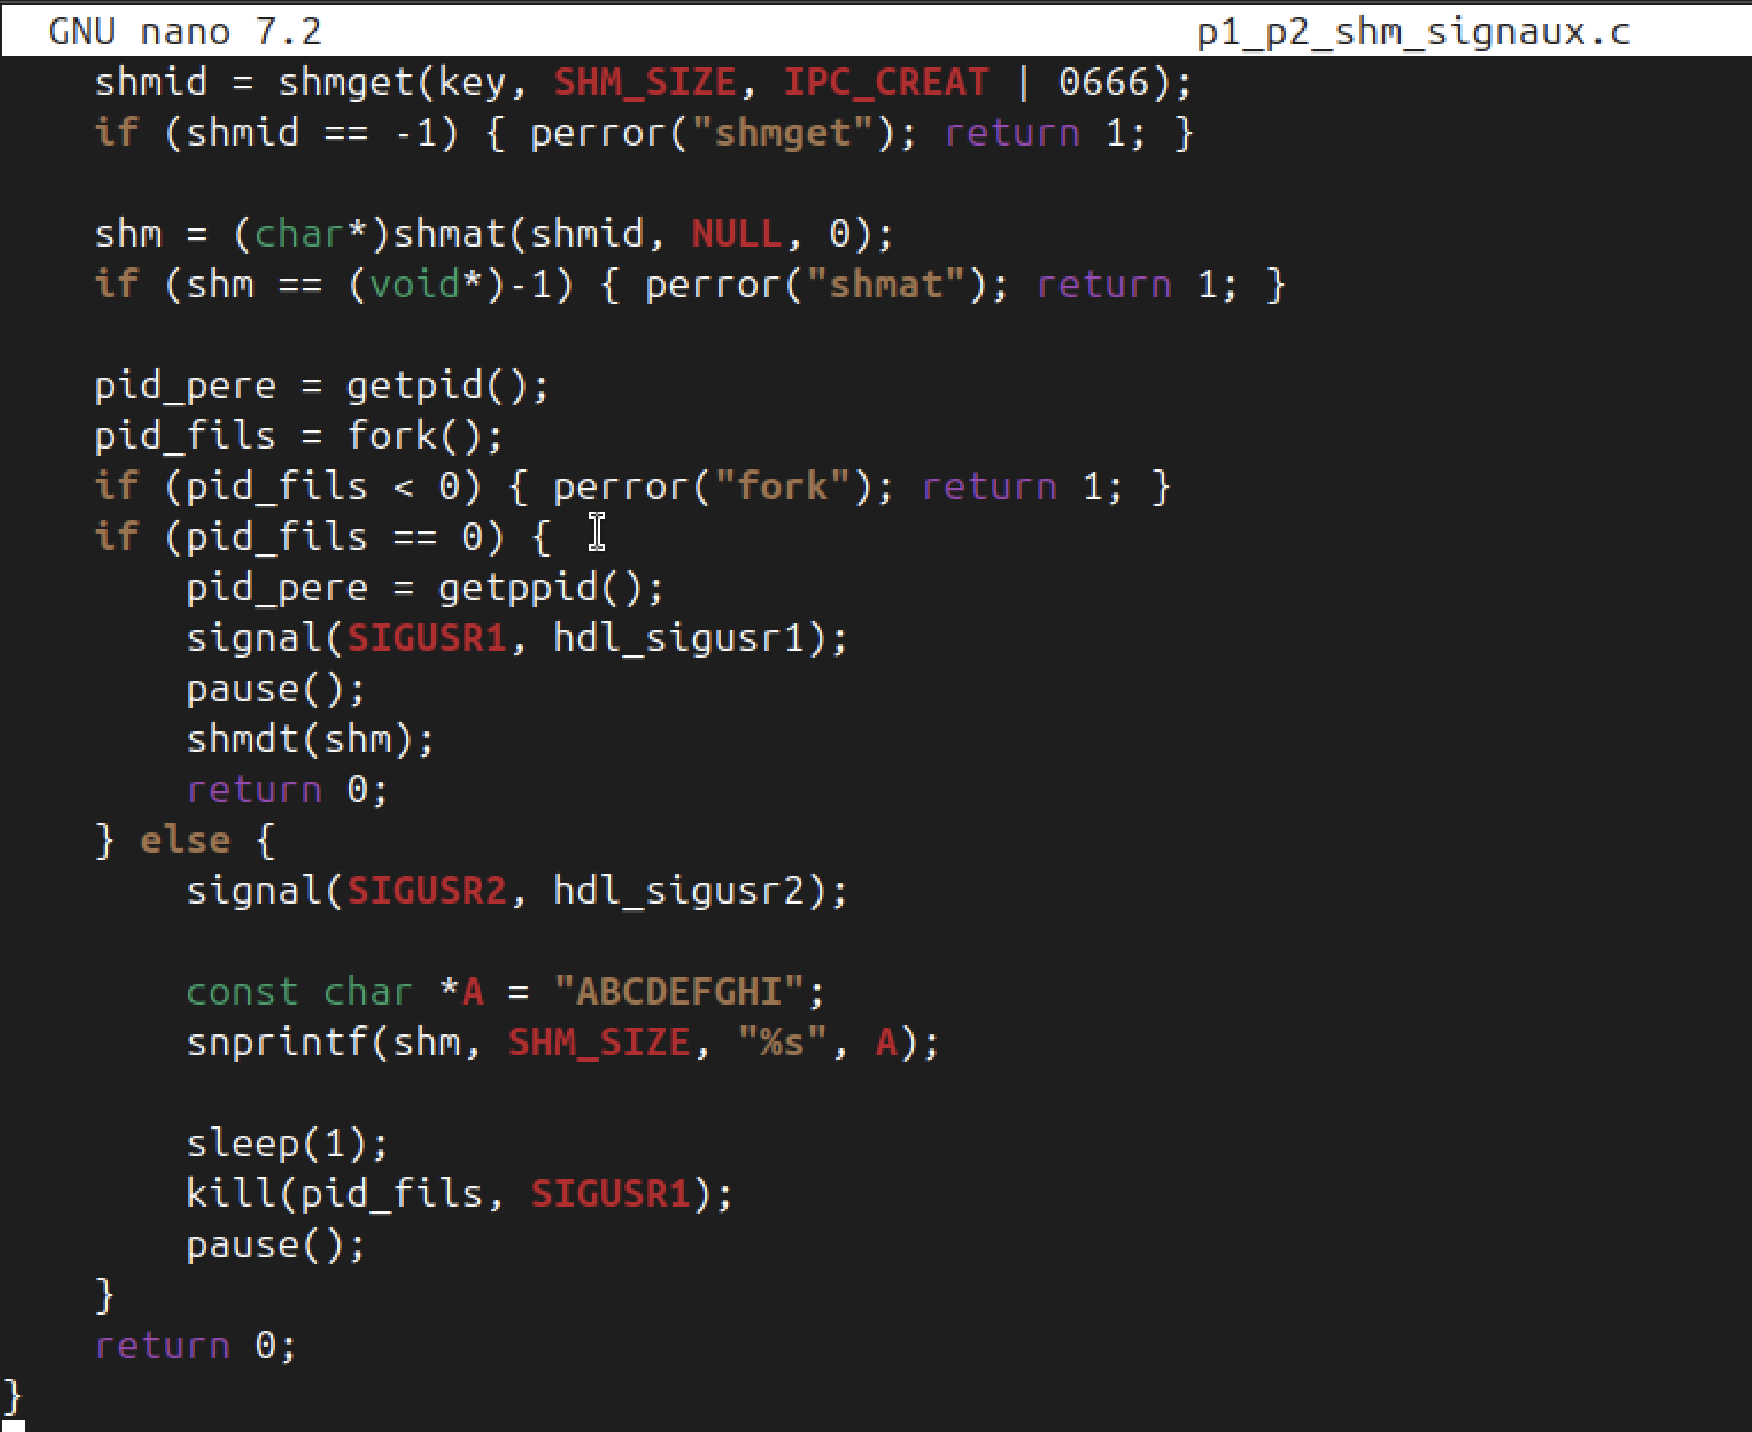 GNU nano 7.2 p1_p2_shm_signaux.c
shmid = shmget(key, SHM_SIZE, IPC_CREAT | 0666);
if (shmid == -1) { perror("shmget"); return 1; }
shm = (char*)shmat(shmid, NULL, 0);
if (shm == (void*)-1) { perror("shmat"); return 1; }
pid_pere = getpid();
pid_fils = fork();
if (pid_fils < 0) { perror("fork"); return 1; }
if (pid_fils == 0) {
pid_pere = getppid();
signal(SIGUSR1, hdl_sigusr1);
pause();
shmdt(shm);
return 0;
} else {
signal(SIGUSR2, hdl_sigusr2);
const char *A = "ABCDEFGHI";
snprintf(shm, SHM_SIZE, "%s", A);
sleep(1);
kill(pid_fils, SIGUSR1);
pause();
}
return 0;
}